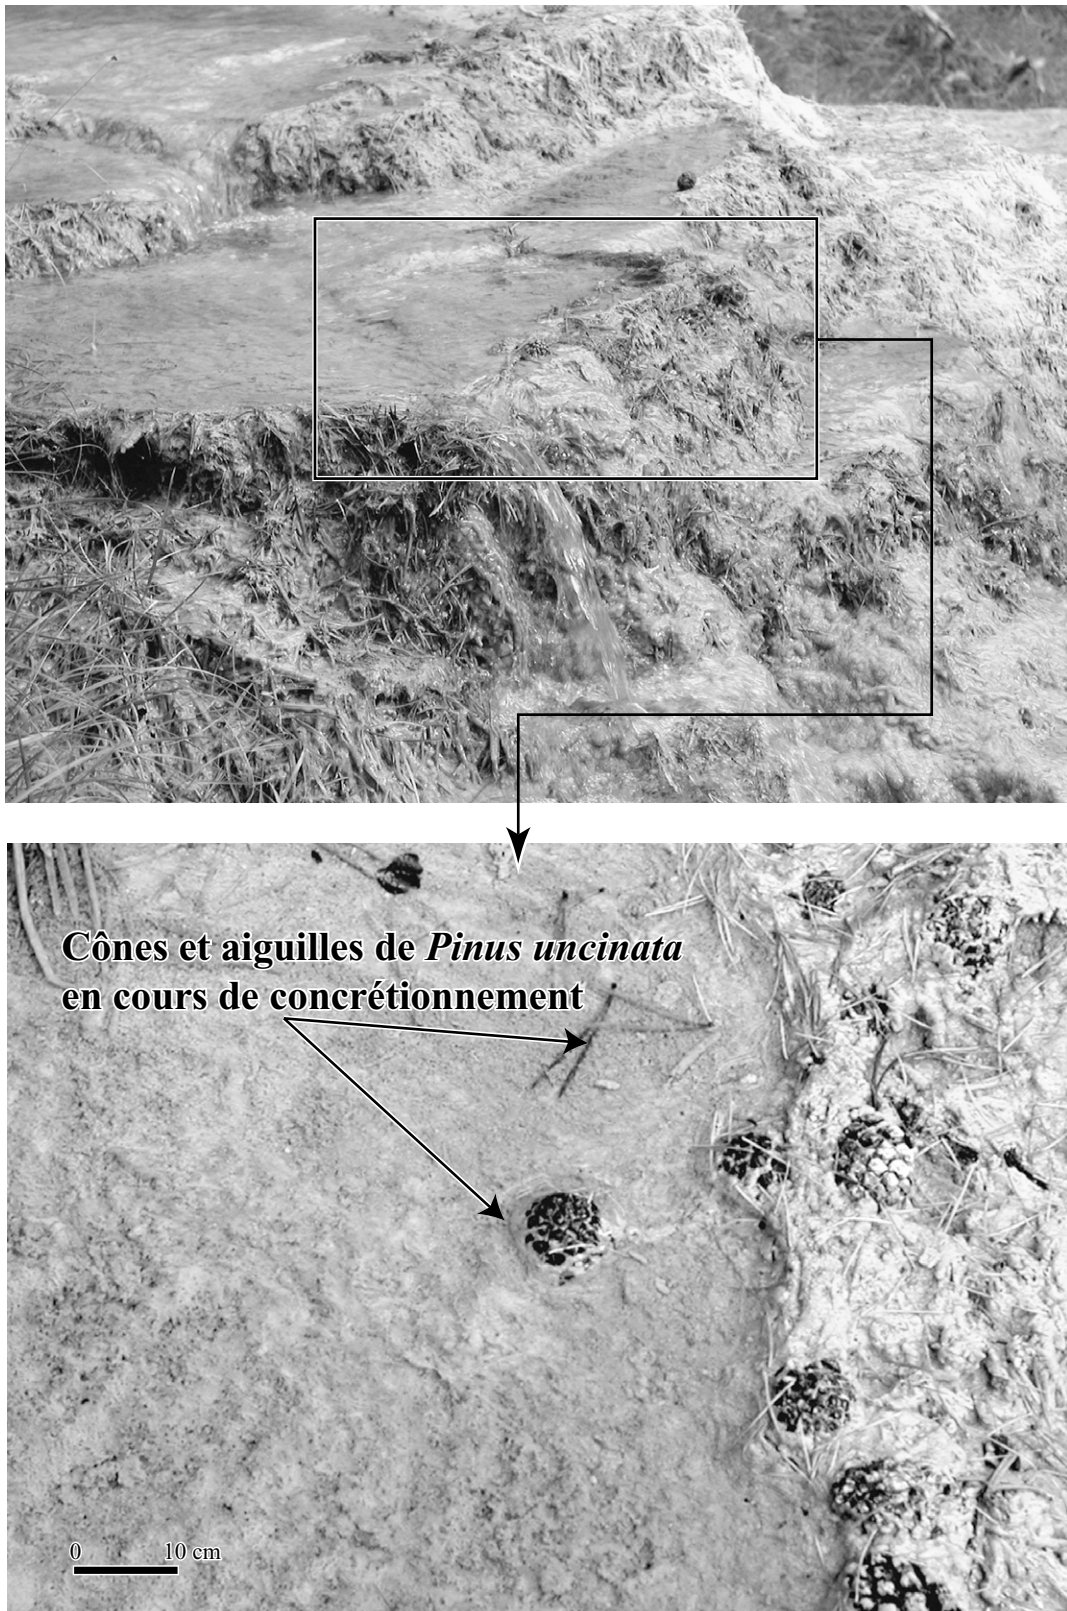 Cônes et aiguilles de Pinus uncinata
en cours de concrétionnement
0 10 cm